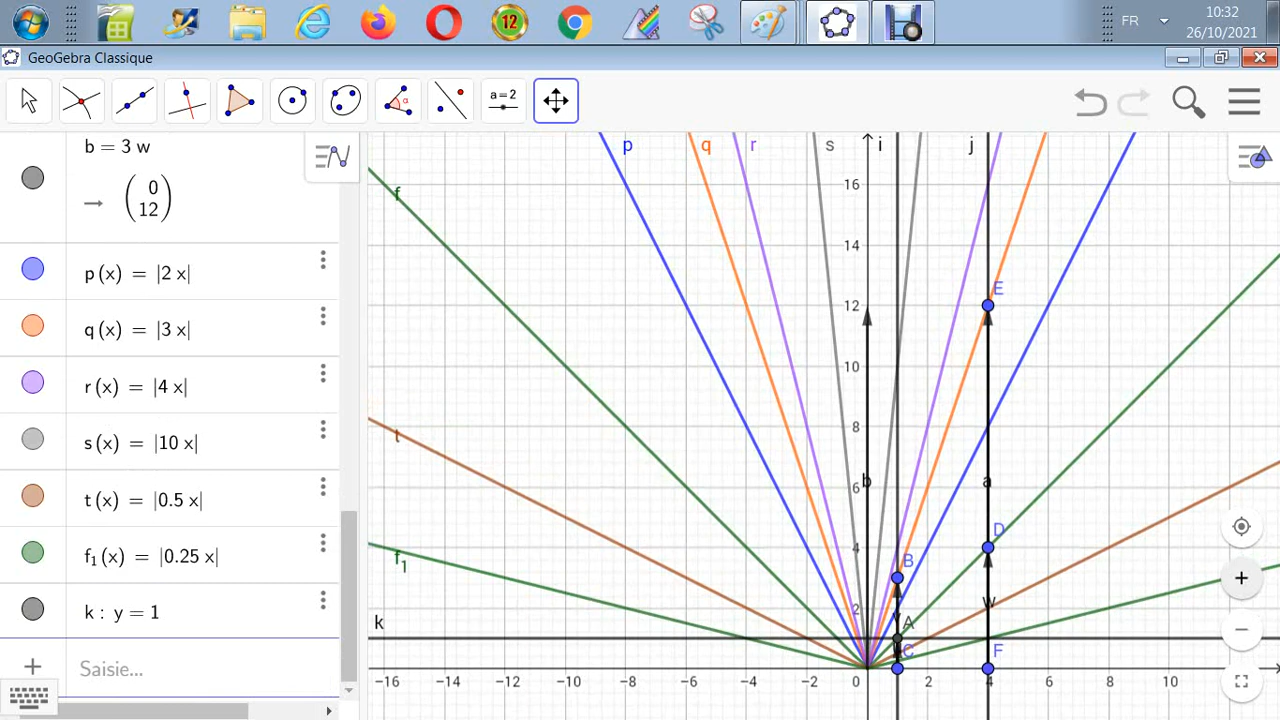 12
FR
10:32
26/10/2021
GeoGebra Classique
a=2
b = 3 w
→ (0
12)
p (x) = |2 x|
q (x) = |3 x|
r (x) = |4 x|
s (x) = |10 x|
t (x) = |0.5 x|
f₁ (x) = |0.25 x|
k : y = 1
Saisie...
p q r s i j
16
f
14
E
12
10
8
t
b 6 a
D
4
f₁
B
2 w
k A
C F
−16 −14 −12 −10 −8 −6 −4 −2 0 2 4 6 8 10